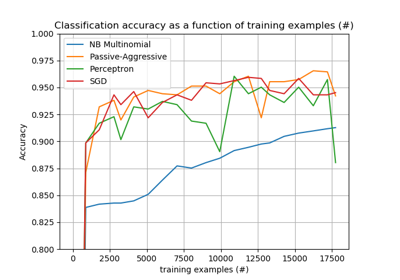 Classification accuracy as a function of training examples (#)
1.000
0.975
0.950
0.925
0.900
0.875
0.850
0.825
0.800
Accuracy
NB Multinomial
Passive-Aggressive
Perceptron
SGD
0 2500 5000 7500 10000 12500 15000 17500
training examples (#)